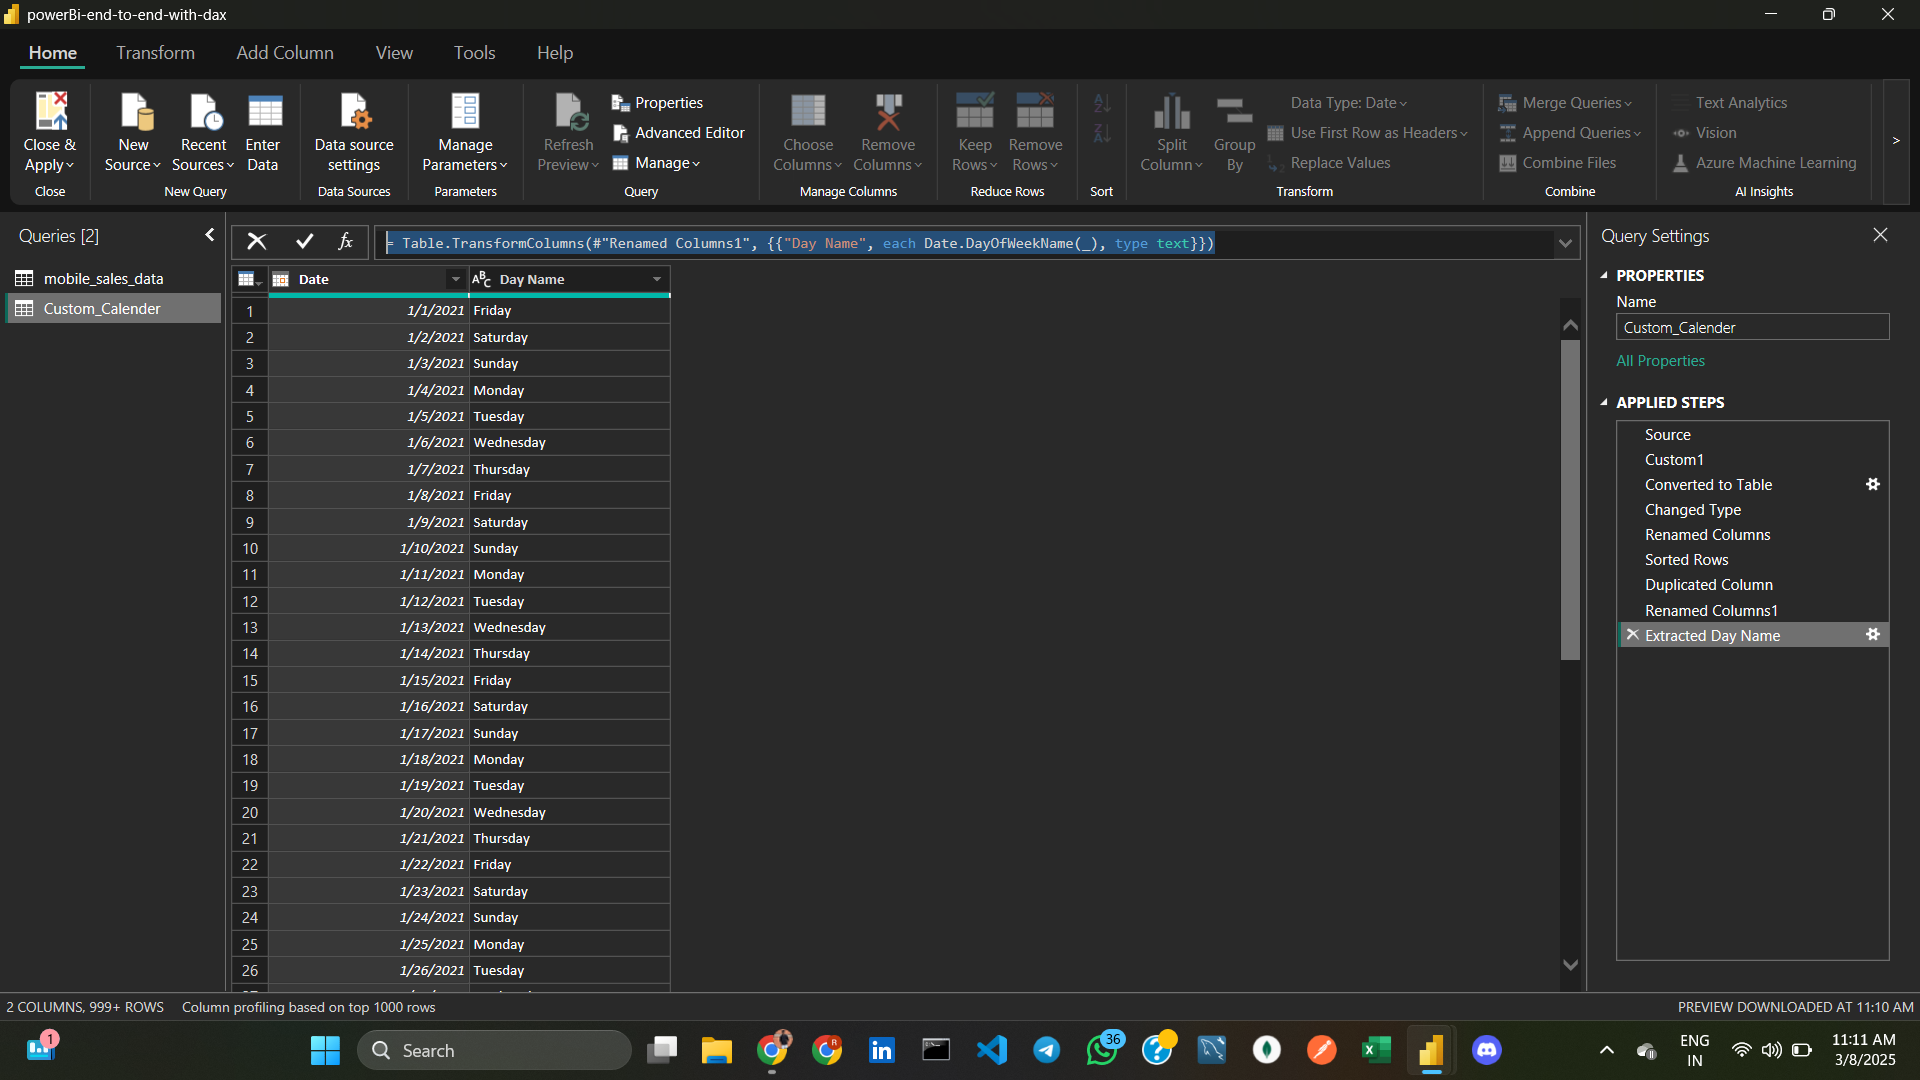 powerBi-end-to-end-with-dax
Home Transform Add Column View Tools Help
Close & Apply
Close
New Source
Recent Sources
Enter Data
New Query
Data source settings
Data Sources
Manage Parameters
Parameters
Refresh Preview
Properties
Advanced Editor
Manage
Query
Choose Columns
Remove Columns
Manage Columns
Keep Rows
Remove Rows
Reduce Rows
Sort
Split Column
Group By
Data Type: Date
Use First Row as Headers
Replace Values
Transform
Merge Queries
Append Queries
Combine Files
Combine
Text Analytics
Vision
Azure Machine Learning
AI Insights
Queries [2]
mobile_sales_data
Custom_Calender
fx
= Table.TransformColumns(#"Renamed Columns1", {{"Day Name", each Date.DayOfWeekName(_), type text}})
Date ABC Day Name
1 1/1/2021 Friday
2 1/2/2021 Saturday
3 1/3/2021 Sunday
4 1/4/2021 Monday
5 1/5/2021 Tuesday
6 1/6/2021 Wednesday
7 1/7/2021 Thursday
8 1/8/2021 Friday
9 1/9/2021 Saturday
10 1/10/2021 Sunday
11 1/11/2021 Monday
12 1/12/2021 Tuesday
13 1/13/2021 Wednesday
14 1/14/2021 Thursday
15 1/15/2021 Friday
16 1/16/2021 Saturday
17 1/17/2021 Sunday
18 1/18/2021 Monday
19 1/19/2021 Tuesday
20 1/20/2021 Wednesday
21 1/21/2021 Thursday
22 1/22/2021 Friday
23 1/23/2021 Saturday
24 1/24/2021 Sunday
25 1/25/2021 Monday
26 1/26/2021 Tuesday
Query Settings
PROPERTIES
Name
Custom_Calender
All Properties
APPLIED STEPS
Source
Custom1
Converted to Table
Changed Type
Renamed Columns
Sorted Rows
Duplicated Column
Renamed Columns1
Extracted Day Name
2 COLUMNS, 999+ ROWS Column profiling based on top 1000 rows
PREVIEW DOWNLOADED AT 11:10 AM
1
Search
R
36
ENG
IN
11:11 AM
3/8/2025